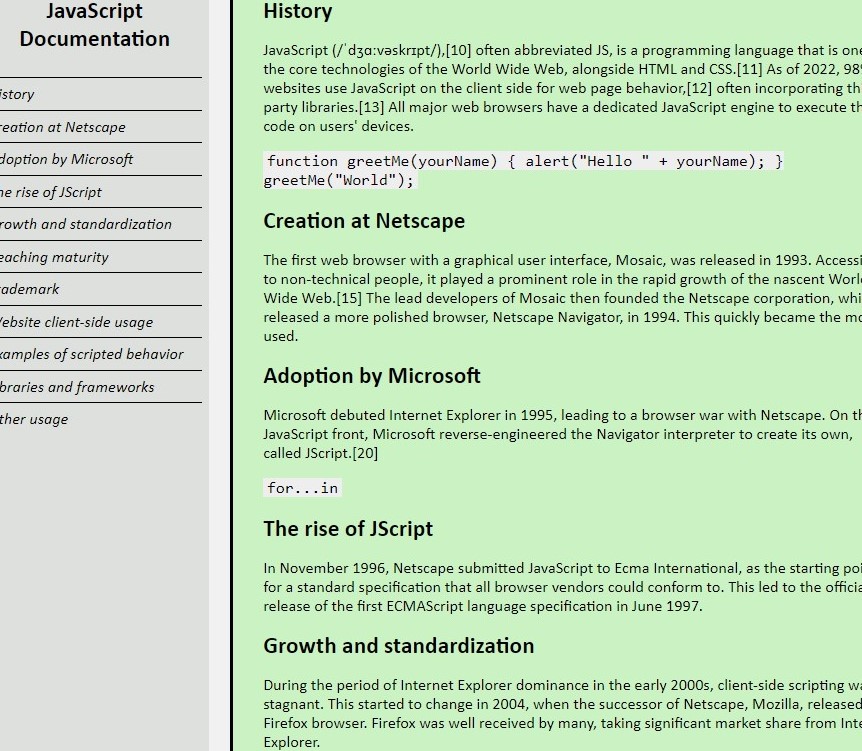 JavaScript
Documentation
istory
reation at Netscape
doption by Microsoft
he rise of JScript
rowth and standardization
eaching maturity
ademark
ebsite client-side usage
xamples of scripted behavior
braries and frameworks
ther usage
History
JavaScript (/ˈdʒɑːvəskrɪpt/),[10] often abbreviated JS, is a programming language that is one
the core technologies of the World Wide Web, alongside HTML and CSS.[11] As of 2022, 98%
websites use JavaScript on the client side for web page behavior,[12] often incorporating th
party libraries.[13] All major web browsers have a dedicated JavaScript engine to execute th
code on users' devices.
function greetMe(yourName) { alert("Hello " + yourName); }
greetMe("World");
Creation at Netscape
The first web browser with a graphical user interface, Mosaic, was released in 1993. Accessi
to non-technical people, it played a prominent role in the rapid growth of the nascent Worl
Wide Web.[15] The lead developers of Mosaic then founded the Netscape corporation, whi
released a more polished browser, Netscape Navigator, in 1994. This quickly became the mo
used.
Adoption by Microsoft
Microsoft debuted Internet Explorer in 1995, leading to a browser war with Netscape. On th
JavaScript front, Microsoft reverse-engineered the Navigator interpreter to create its own,
called JScript.[20]
for...in
The rise of JScript
In November 1996, Netscape submitted JavaScript to Ecma International, as the starting poi
for a standard specification that all browser vendors could conform to. This led to the officia
release of the first ECMAScript language specification in June 1997.
Growth and standardization
During the period of Internet Explorer dominance in the early 2000s, client-side scripting wa
stagnant. This started to change in 2004, when the successor of Netscape, Mozilla, released
Firefox browser. Firefox was well received by many, taking significant market share from Inte
Explorer.